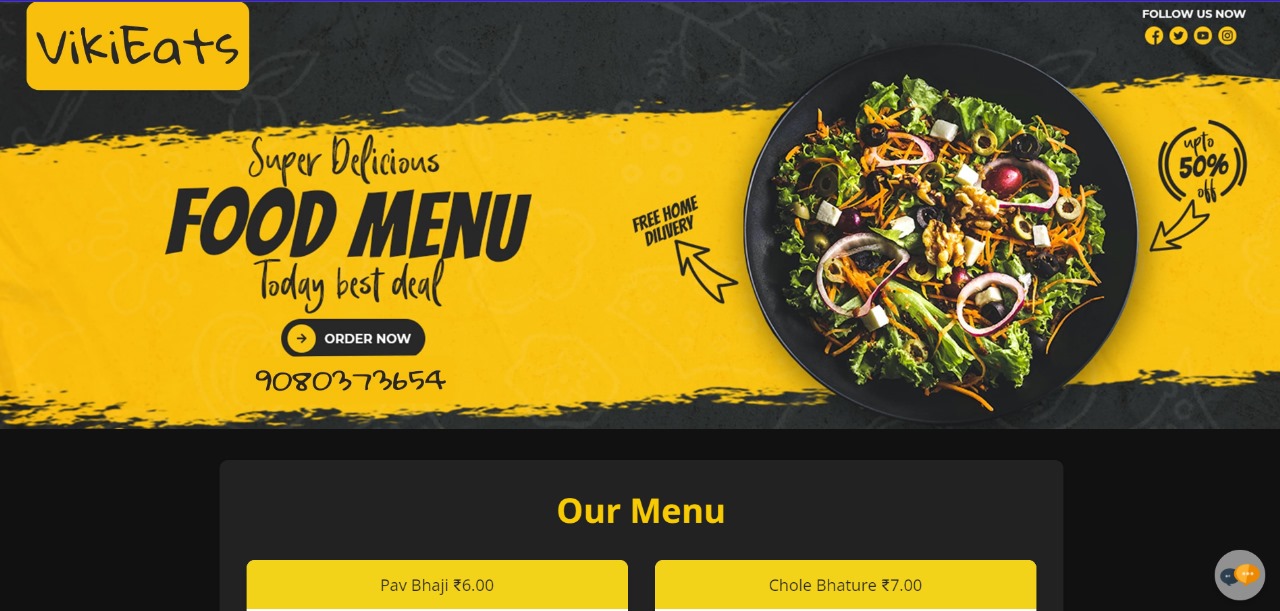 VikiEats
FOLLOW US NOW
Super Delicious
FOOD MENU
Today best deal
ORDER NOW
9080373654
FREE HOME
DILIVERY
upto
50%
off
Our Menu
Pav Bhaji ₹6.00
Chole Bhature ₹7.00